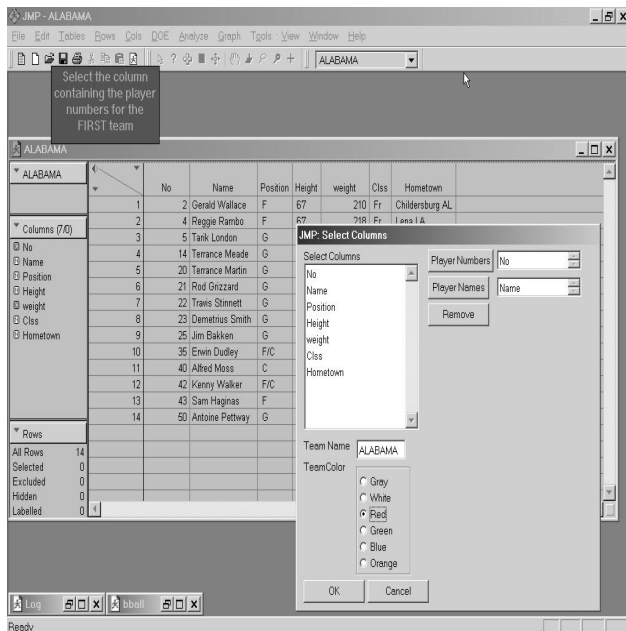 JMP - ALABAMA
File Edit Tables Rows Cols DOE Analyze Graph Tools View Window Help
ALABAMA
Select the column
containing the player
numbers for the
FIRST team
ALABAMA
ALABAMA
No Name Position Height weight Clss Hometown
1 2 Gerald Wallace F 67 210 Fr Childersburg AL
2 4 Reggie Rambo F 67 218 Fr Lena LA
3 5 Tarik London G
4 14 Terrance Meade G
5 20 Terrance Martin G
6 21 Rod Grizzard G
7 22 Travis Stinnett G
8 23 Demetrius Smith G
9 25 Jim Bakken G
10 35 Erwin Dudley F/C
11 40 Alfred Moss C
12 42 Kenny Walker F/C
13 43 Sam Haginas F
14 50 Antoine Pettway G
Columns (7/0)
No
Name
Position
Height
weight
Clss
Hometown
Rows
All Rows 14
Selected 0
Excluded 0
Hidden 0
Labelled 0
JMP: Select Columns
Select Columns
No
Name
Position
Height
weight
Clss
Hometown
Player Numbers No
Player Names Name
Remove
Team Name ALABAMA
TeamColor
Gray
White
Red
Green
Blue
Orange
OK Cancel
Log bball
Ready